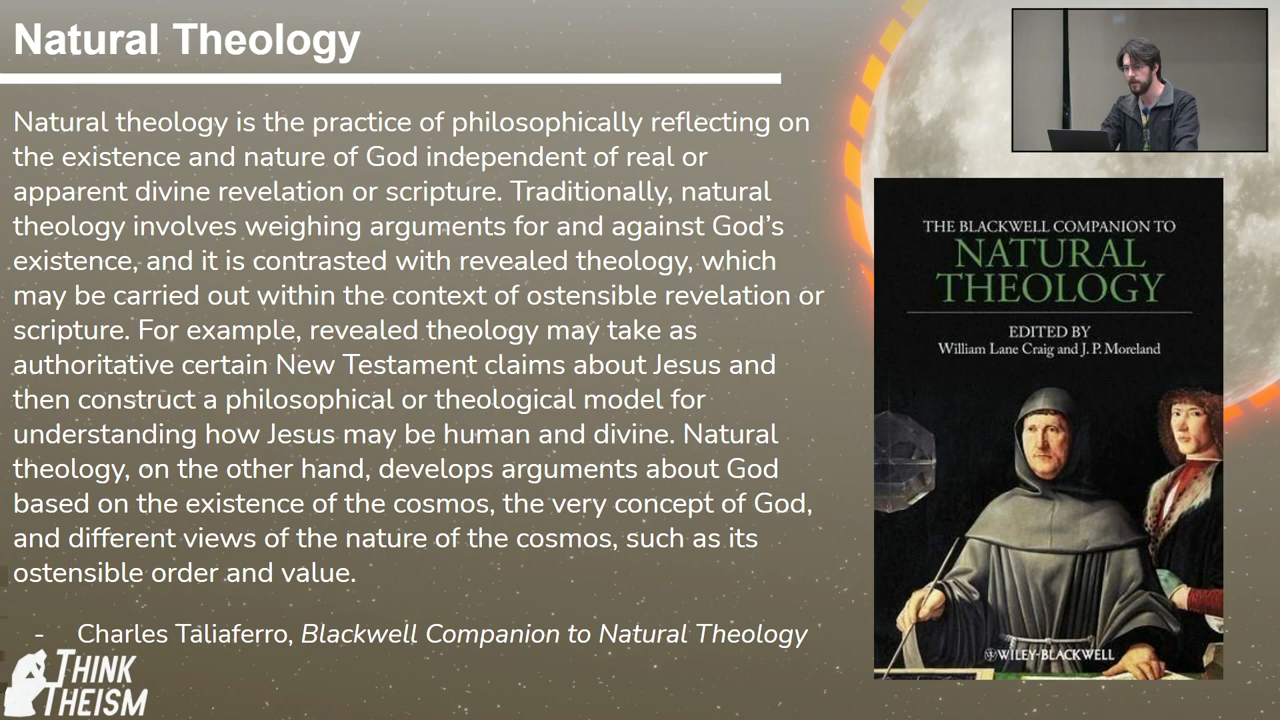 Natural Theology
Natural theology is the practice of philosophically reflecting on
the existence and nature of God independent of real or
apparent divine revelation or scripture. Traditionally, natural
theology involves weighing arguments for and against God’s
existence, and it is contrasted with revealed theology, which
may be carried out within the context of ostensible revelation or
scripture. For example, revealed theology may take as
authoritative certain New Testament claims about Jesus and
then construct a philosophical or theological model for
understanding how Jesus may be human and divine. Natural
theology, on the other hand, develops arguments about God
based on the existence of the cosmos, the very concept of God,
and different views of the nature of the cosmos, such as its
ostensible order and value.
- Charles Taliaferro, Blackwell Companion to Natural Theology
THINK
THEISM
THE BLACKWELL COMPANION TO
NATURAL
THEOLOGY
EDITED BY
William Lane Craig and J. P. Moreland
WILEY-BLACKWELL